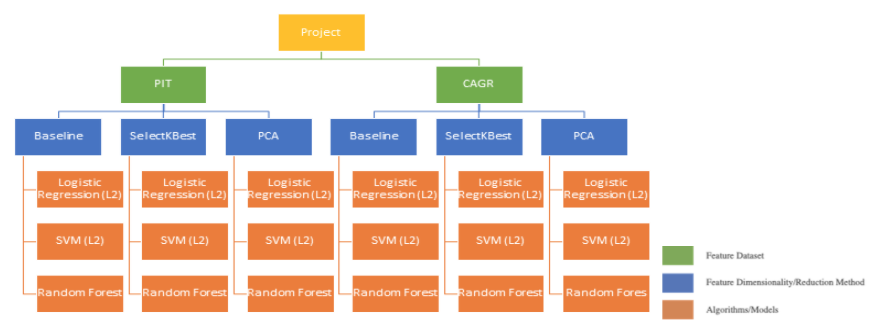 Project
PIT
CAGR
Baseline
SelectKBest
PCA
Baseline
SelectKBest
PCA
Logistic
Regression (L2)
Logistic
Regression (L2)
Logistic
Regression (L2)
Logistic
Regression (L2)
Logistic
Regression (L2)
Logistic
Regression (L2)
SVM (L2)
SVM (L2)
SVM (L2)
SVM (L2)
SVM (L2)
SVM (L2)
Random Forest
Random Forest
Random Forest
Random Forest
Random Forest
Random Fores
Feature Dataset
Feature Dimensionality/Reduction Method
Algorithms/Models